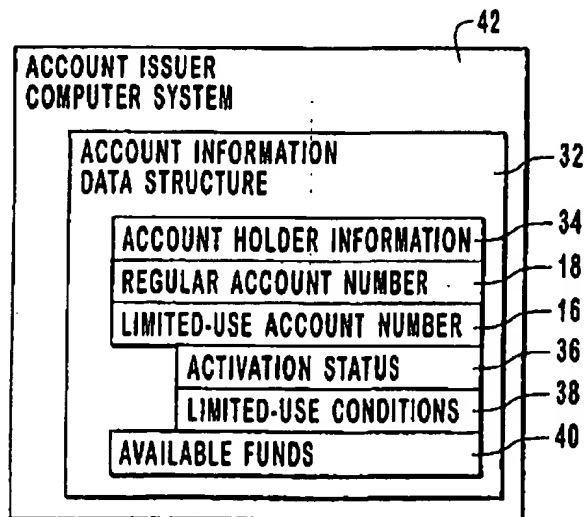 42
ACCOUNT ISSUER
COMPUTER SYSTEM
ACCOUNT INFORMATION
DATA STRUCTURE
32
ACCOUNT HOLDER INFORMATION
34
REGULAR ACCOUNT NUMBER
18
LIMITED-USE ACCOUNT NUMBER
16
ACTIVATION STATUS
36
LIMITED-USE CONDITIONS
38
AVAILABLE FUNDS
40